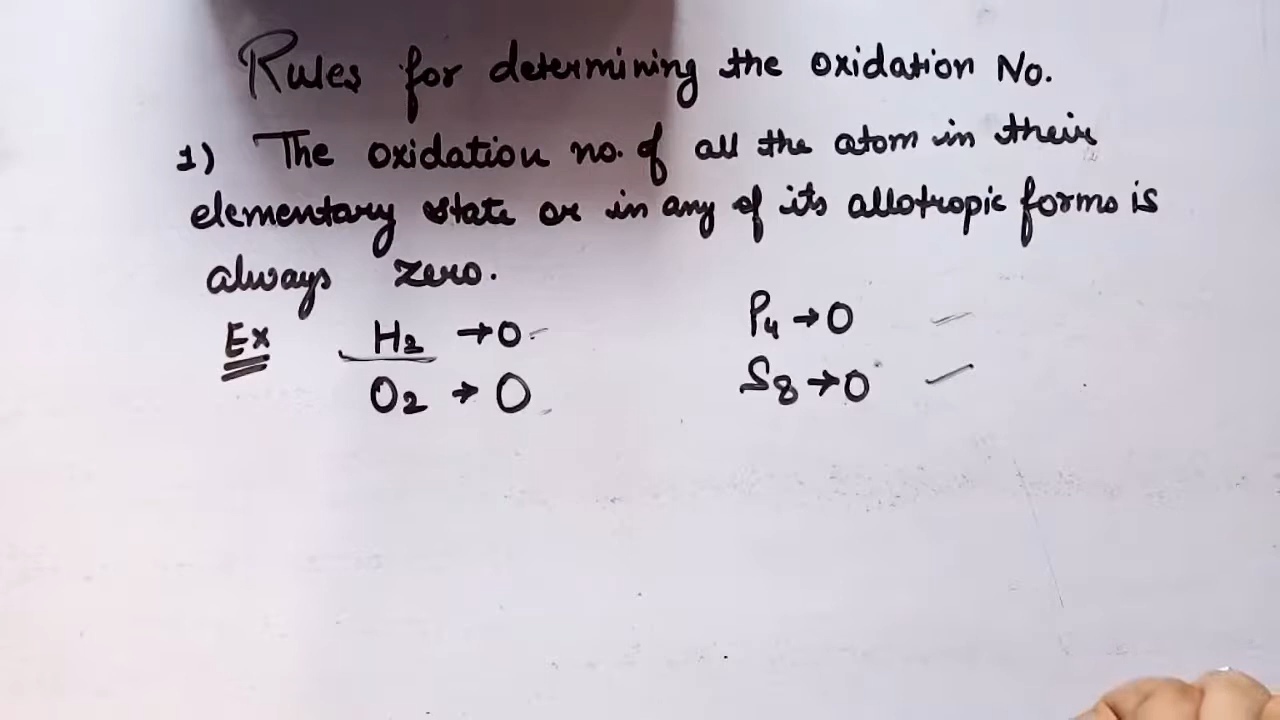 Rules for determining the oxidation No.
1) The oxidation no. of all the atom in their
elementary state or in any of its allotropic forms is
always zero.
Ex H₂ → 0 P₄ → 0
O₂ → 0 S₈ → 0